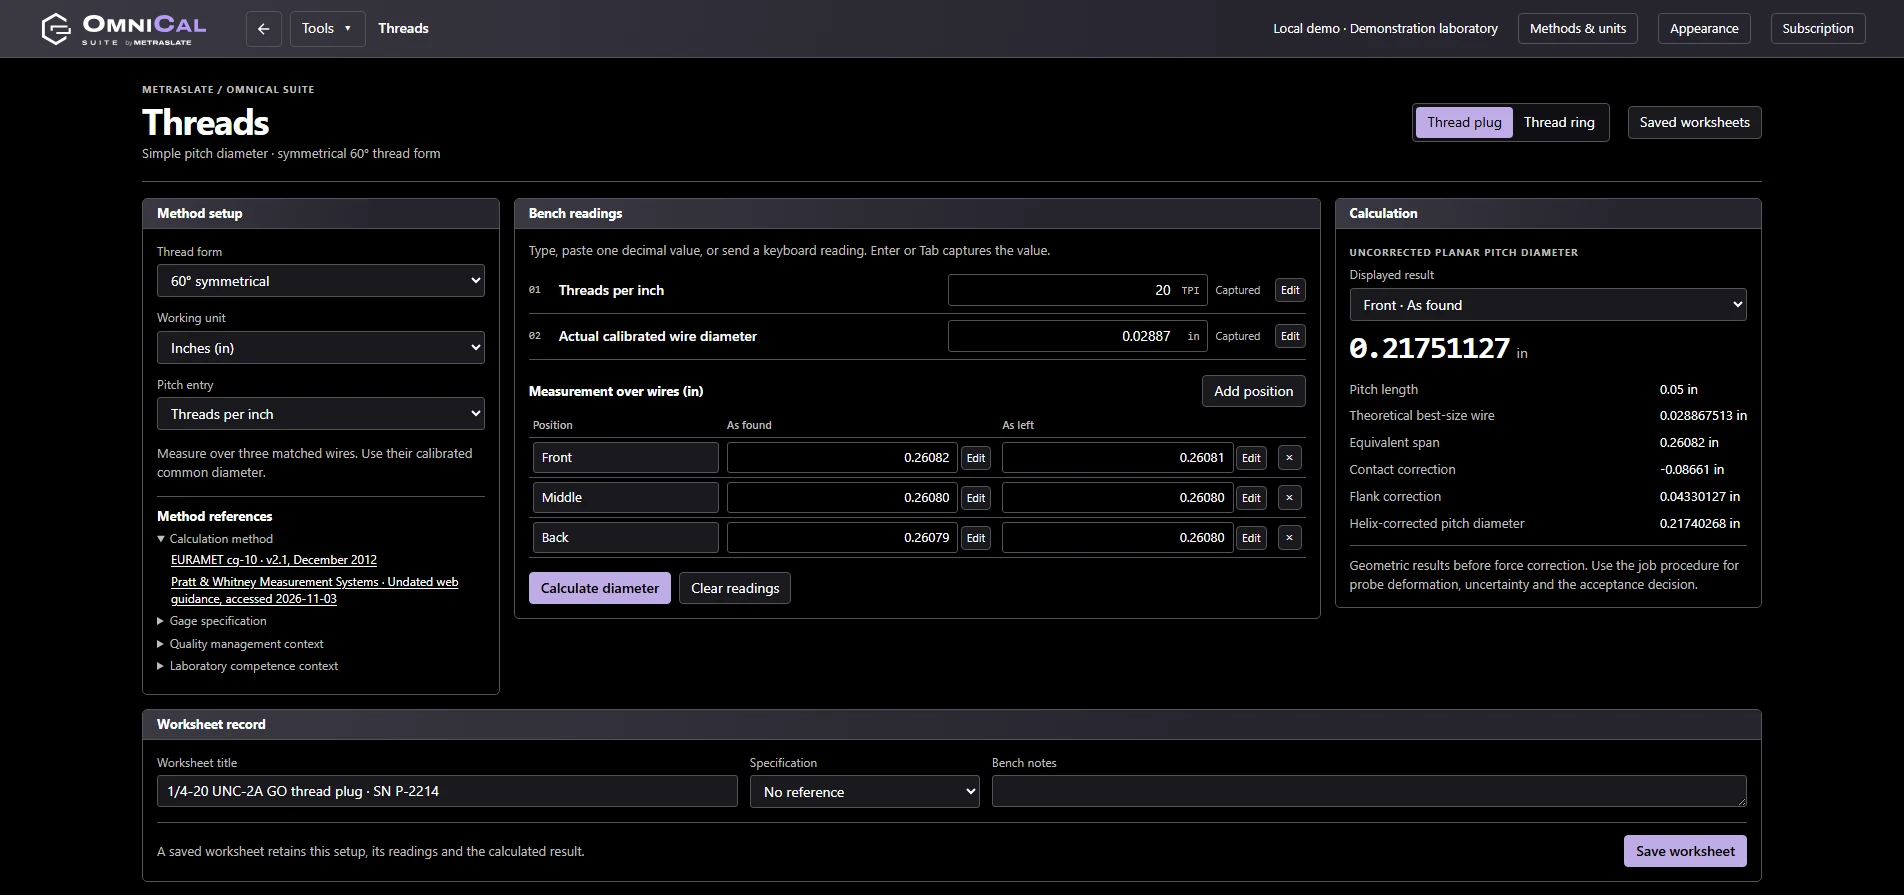 OMNICAL
SUITE by METRASLATE
←
Tools ▾
Threads
Local demo · Demonstration laboratory
Methods & units
Appearance
Subscription
METRASLATE / OMNICAL SUITE
Threads
Simple pitch diameter · symmetrical 60° thread form
Thread plug
Thread ring
Saved worksheets
Method setup
Thread form
60° symmetrical
Working unit
Inches (in)
Pitch entry
Threads per inch
Measure over three matched wires. Use their calibrated
common diameter.
Method references
▼ Calculation method
EURAMET cg-10 · v2.1, December 2012
Pratt & Whitney Measurement Systems · Undated web
guidance, accessed 2026-11-03
▶ Gage specification
▶ Quality management context
▶ Laboratory competence context
Bench readings
Type, paste one decimal value, or send a keyboard reading. Enter or Tab captures the value.
01 Threads per inch 20 TPI Captured Edit
02 Actual calibrated wire diameter 0.02887 in Captured Edit
Measurement over wires (in)
Add position
Position As found As left
Front 0.26082 Edit 0.26081 Edit ×
Middle 0.26080 Edit 0.26080 Edit ×
Back 0.26079 Edit 0.26080 Edit ×
Calculate diameter
Clear readings
Calculation
UNCORRECTED PLANAR PITCH DIAMETER
Displayed result
Front · As found
0.21751127 in
Pitch length 0.05 in
Theoretical best-size wire 0.028867513 in
Equivalent span 0.26082 in
Contact correction -0.08661 in
Flank correction 0.04330127 in
Helix-corrected pitch diameter 0.21740268 in
Geometric results before force correction. Use the job procedure for
probe deformation, uncertainty and the acceptance decision.
Worksheet record
Worksheet title
1/4-20 UNC-2A GO thread plug · SN P-2214
Specification
No reference
Bench notes
A saved worksheet retains this setup, its readings and the calculated result.
Save worksheet